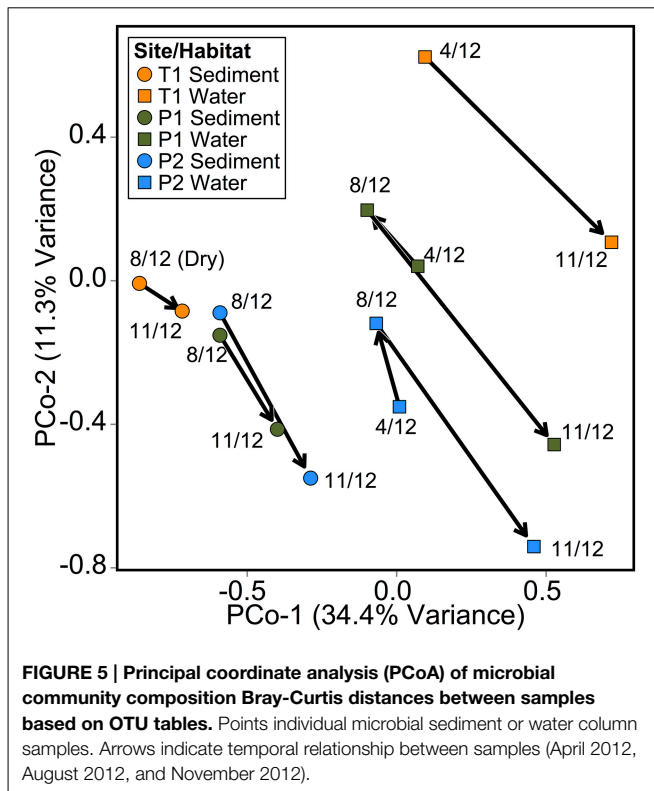 Site/Habitat
T1 Sediment
T1 Water
P1 Sediment
P1 Water
P2 Sediment
P2 Water
4/12
11/12
8/12
4/12
11/12
8/12
4/12
11/12
8/12 (Dry)
11/12
8/12
8/12
11/12
11/12
0.4
0.0
-0.4
-0.8
PCo-2 (11.3% Variance)
-0.5
0.0
0.5
PCo-1 (34.4% Variance)
FIGURE 5 | Principal coordinate analysis (PCoA) of microbial
community composition Bray-Curtis distances between samples
based on OTU tables. Points individual microbial sediment or water column
samples. Arrows indicate temporal relationship between samples (April 2012,
August 2012, and November 2012).